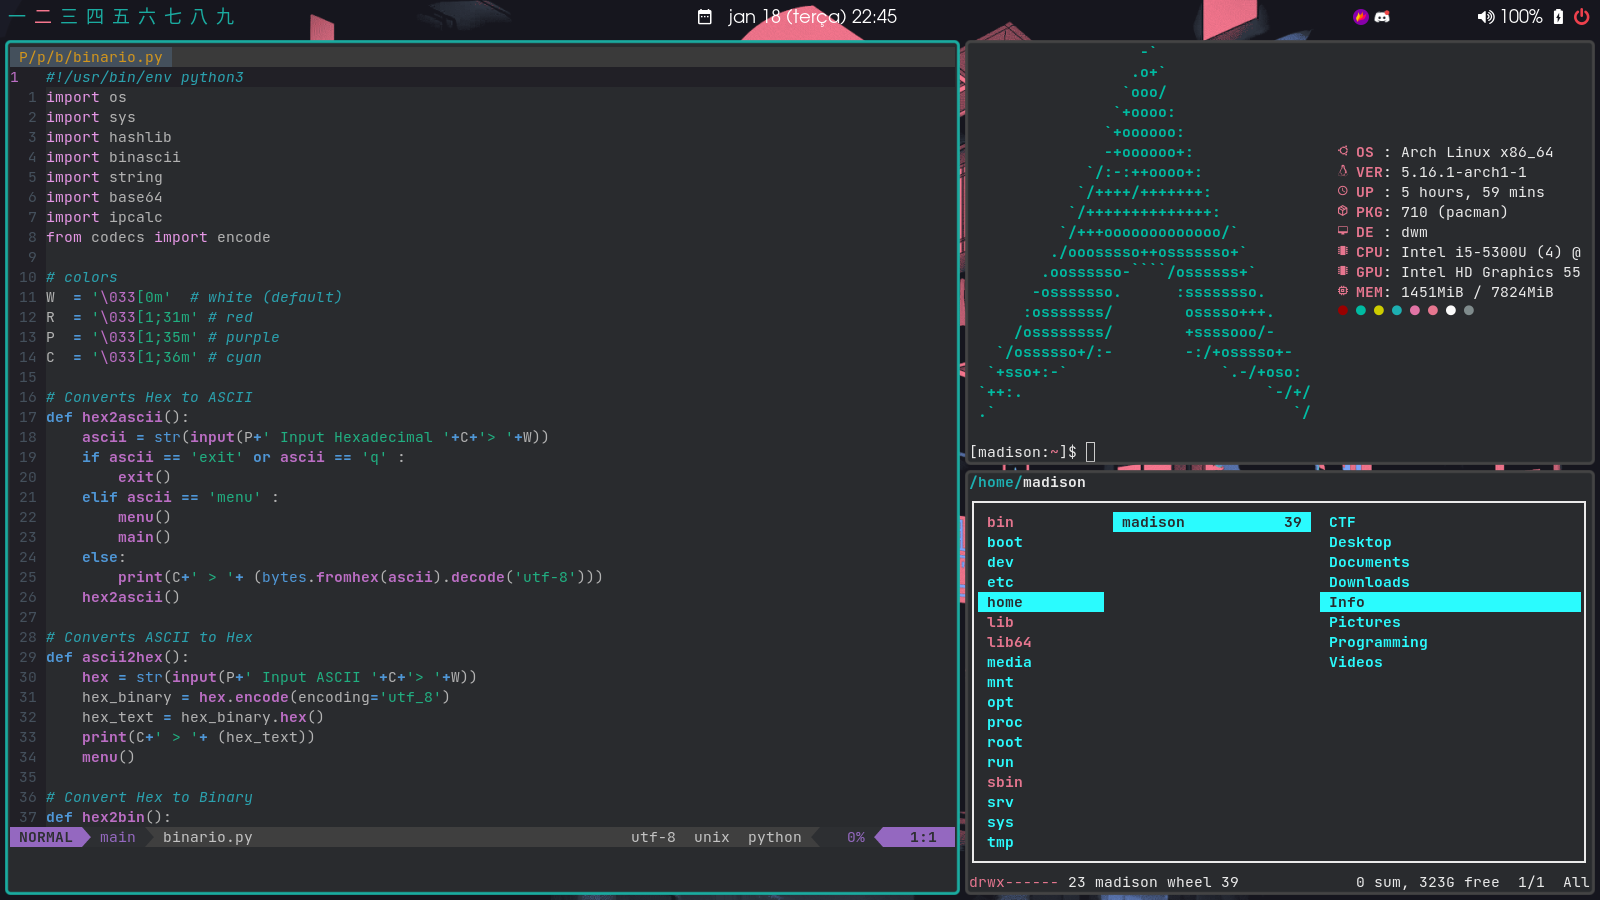 一 二 三 四 五 六 七 八 九
jan 18 (terça) 22:45
100%
P/p/b/binario.py
1 #!/usr/bin/env python3
1 import os
2 import sys
3 import hashlib
4 import binascii
5 import string
6 import base64
7 import ipcalc
8 from codecs import encode
9
10 # colors
11 W  = '\033[0m'  # white (default)
12 R  = '\033[1;31m' # red
13 P  = '\033[1;35m' # purple
14 C  = '\033[1;36m' # cyan
15
16 # Converts Hex to ASCII
17 def hex2ascii():
18     ascii = str(input(P+' Input Hexadecimal '+C+'> '+W))
19     if ascii == 'exit' or ascii == 'q' :
20         exit()
21     elif ascii == 'menu' :
22         menu()
23         main()
24     else:
25         print(C+' > '+ (bytes.fromhex(ascii).decode('utf-8')))
26     hex2ascii()
27
28 # Converts ASCII to Hex
29 def ascii2hex():
30     hex = str(input(P+' Input ASCII '+C+'> '+W))
31     hex_binary = hex.encode(encoding='utf_8')
32     hex_text = hex_binary.hex()
33     print(C+' > '+ (hex_text))
34     menu()
35
36 # Convert Hex to Binary
37 def hex2bin():
NORMAL main binario.py utf-8 unix python 0% 1:1
                  -`
                 .o+`
                `ooo/
               `+oooo:
              `+oooooo:
              -+oooooo+:
            `/:-:++oooo+:
           `/++++/+++++++:
          `/++++++++++++++:
         `/+++ooooooooooooo/`
        ./ooosssso++osssssso+`
       .oossssso-````/ossssss+`
      -osssssso.      :ssssssso.
     :osssssss/        osssso+++.
    /ossssssss/        +ssssooo/-
  `/ossssso+/:-        -:/+osssso+-
 `+sso+:-`                 `.-/+oso:
`++:.                           `-/+/
.`                                 `/
OS : Arch Linux x86_64
VER: 5.16.1-arch1-1
UP : 5 hours, 59 mins
PKG: 710 (pacman)
DE : dwm
CPU: Intel i5-5300U (4) @
GPU: Intel HD Graphics 55
MEM: 1451MiB / 7824MiB
[madison:~]$
/home/madison
bin
boot
dev
etc
home
lib
lib64
media
mnt
opt
proc
root
run
sbin
srv
sys
tmp
madison 39
CTF
Desktop
Documents
Downloads
Info
Pictures
Programming
Videos
drwx------ 23 madison wheel 39 0 sum, 323G free 1/1 All